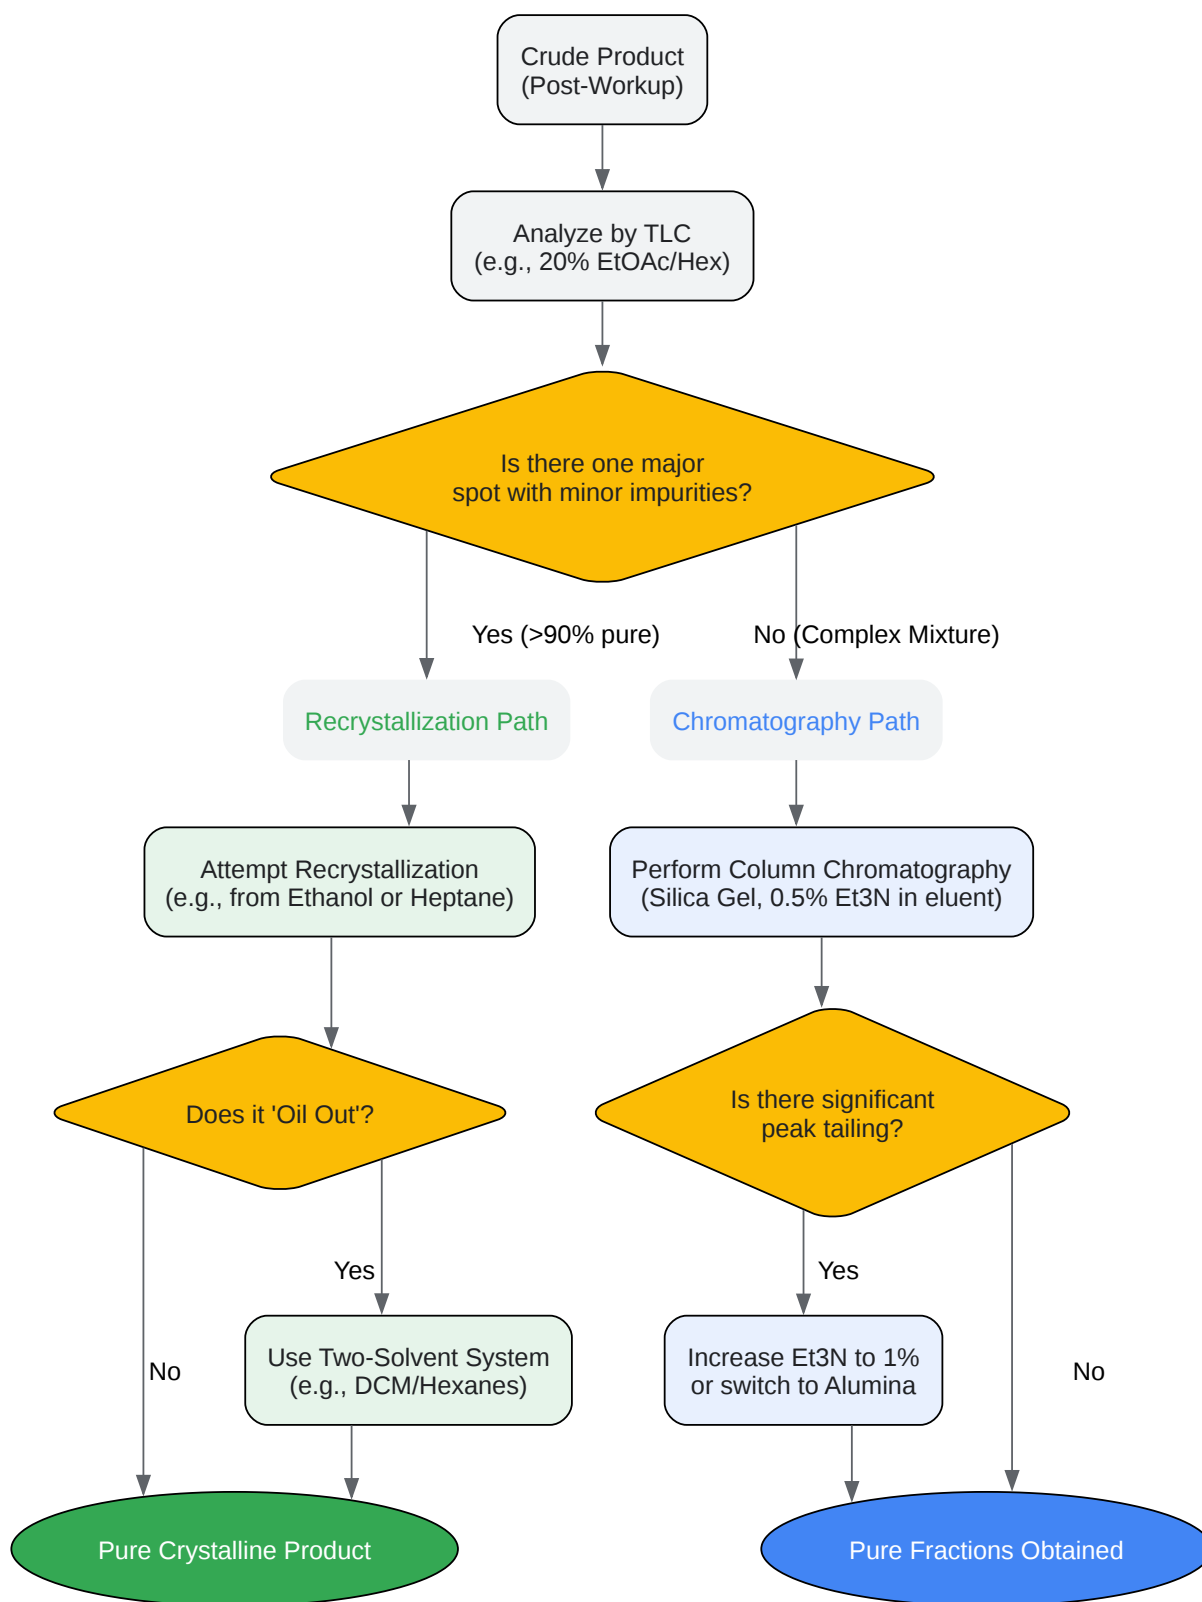 Crude Product
(Post-Workup)
Analyze by TLC
(e.g., 20% EtOAc/Hex)
Is there one major
spot with minor impurities?
Yes (>90% pure)
No (Complex Mixture)
Recrystallization Path
Chromatography Path
Attempt Recrystallization
(e.g., from Ethanol or Heptane)
Perform Column Chromatography
(Silica Gel, 0.5% Et3N in eluent)
Does it 'Oil Out'?
Is there significant
peak tailing?
Yes
Yes
Use Two-Solvent System
(e.g., DCM/Hexanes)
Increase Et3N to 1%
or switch to Alumina
No
No
Pure Crystalline Product
Pure Fractions Obtained